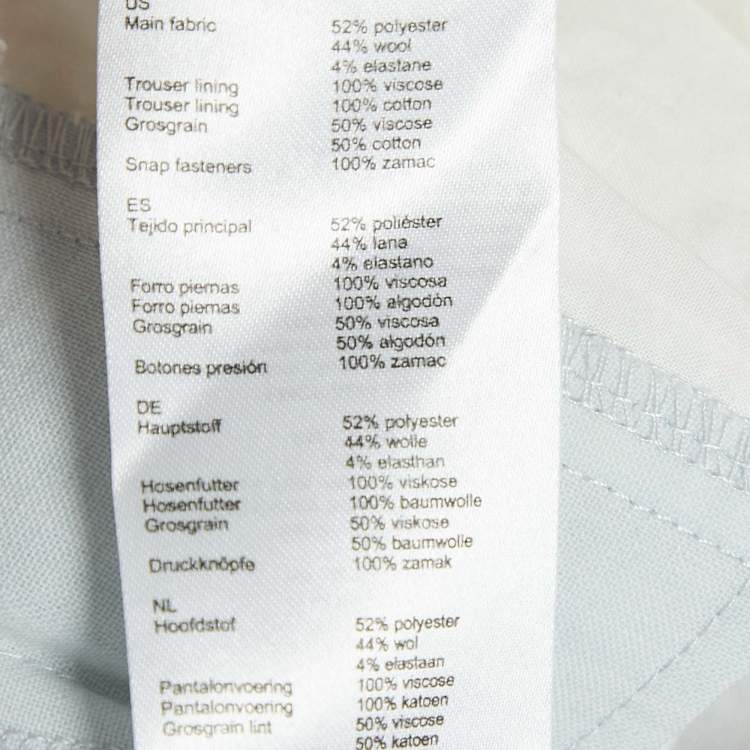 US
Main fabric 52% polyester
44% wool
4% elastane
Trouser lining 100% viscose
Trouser lining 100% cotton
Grosgrain 50% viscose
50% cotton
Snap fasteners 100% zamac
ES
Tejido principal 52% poliéster
44% lana
4% elastano
Forro piernas 100% viscosa
Forro piernas 100% algodón
Grosgrain 50% viscosa
50% algodón
Botones presión 100% zamac
DE
Hauptstoff 52% polyester
44% wolle
4% elasthan
Hosenfutter 100% viskose
Hosenfutter 100% baumwolle
Grosgrain 50% viskose
50% baumwolle
Druckknöpfe 100% zamak
NL
Hoofdstof 52% polyester
44% wol
4% elastaan
Pantalonvoering 100% viscose
Pantalonvoering 100% katoen
Grosgrain lint 50% viscose
50% katoen